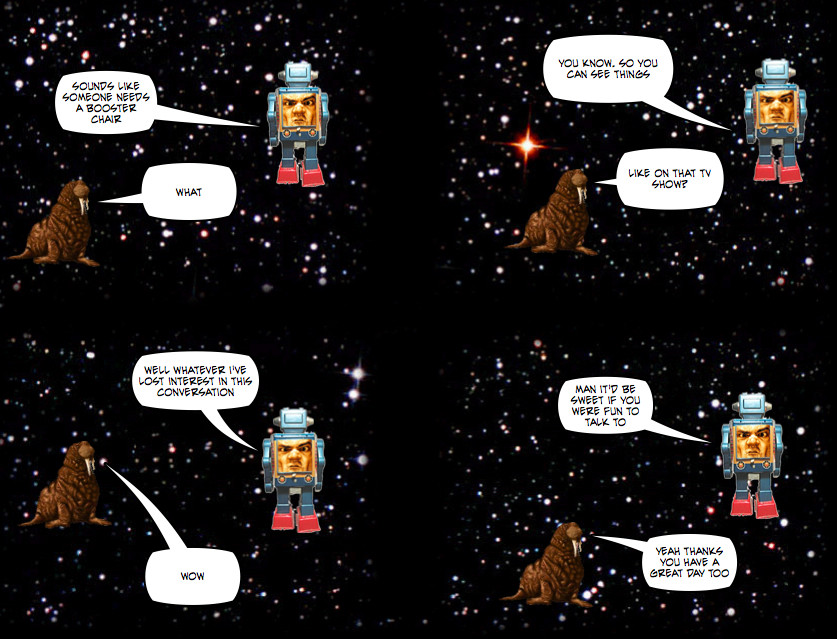 SOUNDS LIKE
SOMEONE NEEDS
A BOOSTER
CHAIR
WHAT
YOU KNOW. SO YOU
CAN SEE THINGS
LIKE ON THAT TV
SHOW?
WELL WHATEVER I'VE
LOST INTEREST IN THIS
CONVERSATION
WOW
MAN IT'D BE
SWEET IF YOU
WERE FUN TO
TALK TO
YEAH THANKS
YOU HAVE A
GREAT DAY TOO